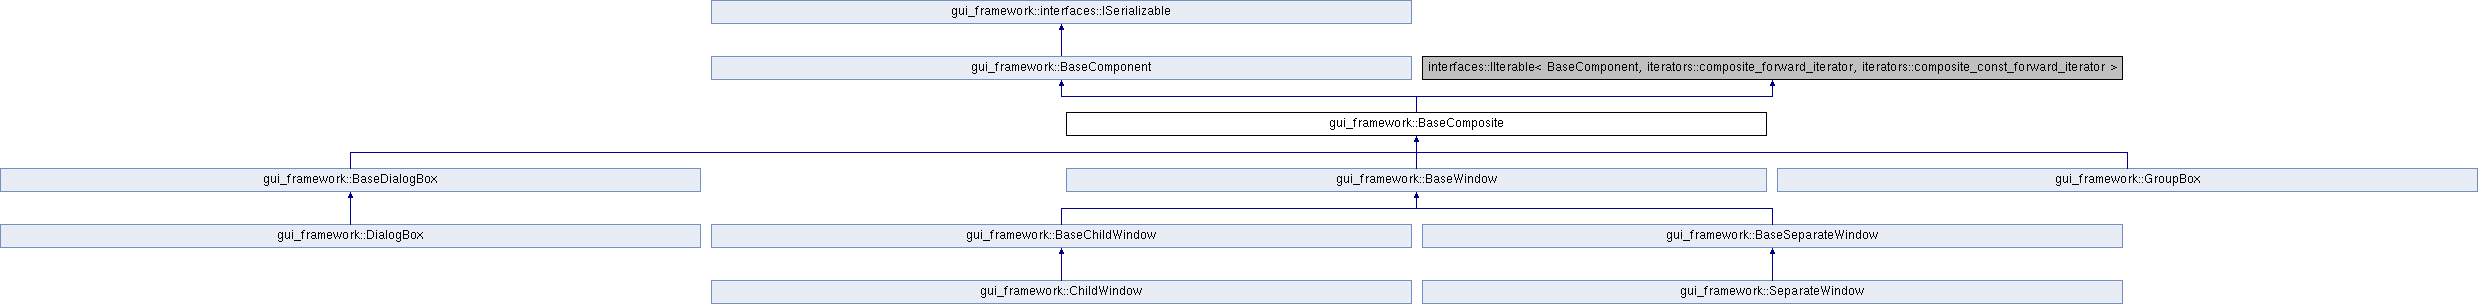 gui_framework::interfaces::ISerializable
gui_framework::BaseComponent
interfaces::IIterable< BaseComponent, iterators::composite_forward_iterator, iterators::composite_const_forward_iterator >
gui_framework::BaseComposite
gui_framework::BaseDialogBox
gui_framework::BaseWindow
gui_framework::GroupBox
gui_framework::DialogBox
gui_framework::BaseChildWindow
gui_framework::BaseSeparateWindow
gui_framework::ChildWindow
gui_framework::SeparateWindow